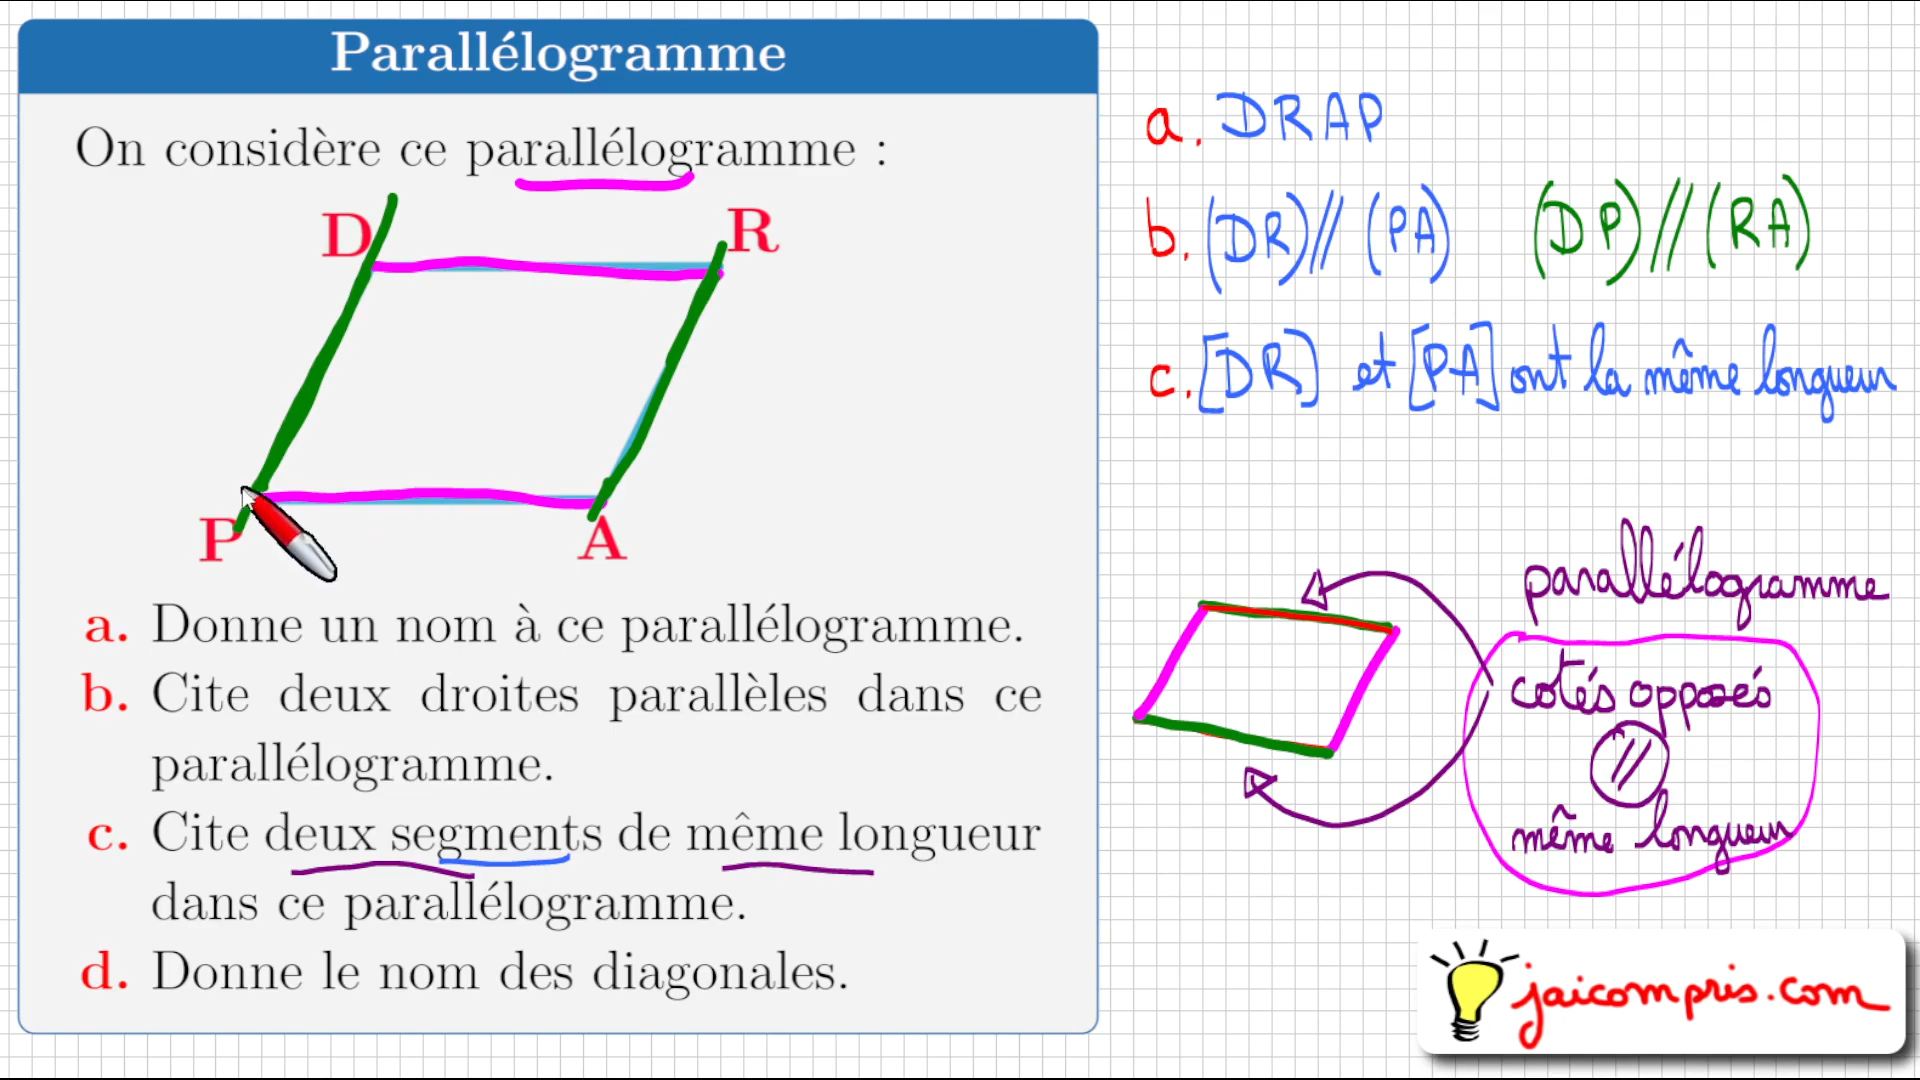 Parallélogramme
On considère ce parallélogramme :
D
R
P
A
a. Donne un nom à ce parallélogramme.
b. Cite deux droites parallèles dans ce
parallélogramme.
c. Cite deux segments de même longueur
dans ce parallélogramme.
d. Donne le nom des diagonales.
a. DRAP
b. (DR) // (PA) (DP) // (RA)
c. [DR] et [PA] ont la même longueur
parallélogramme
cotés opposés
//
même longueur
jaicompris.com